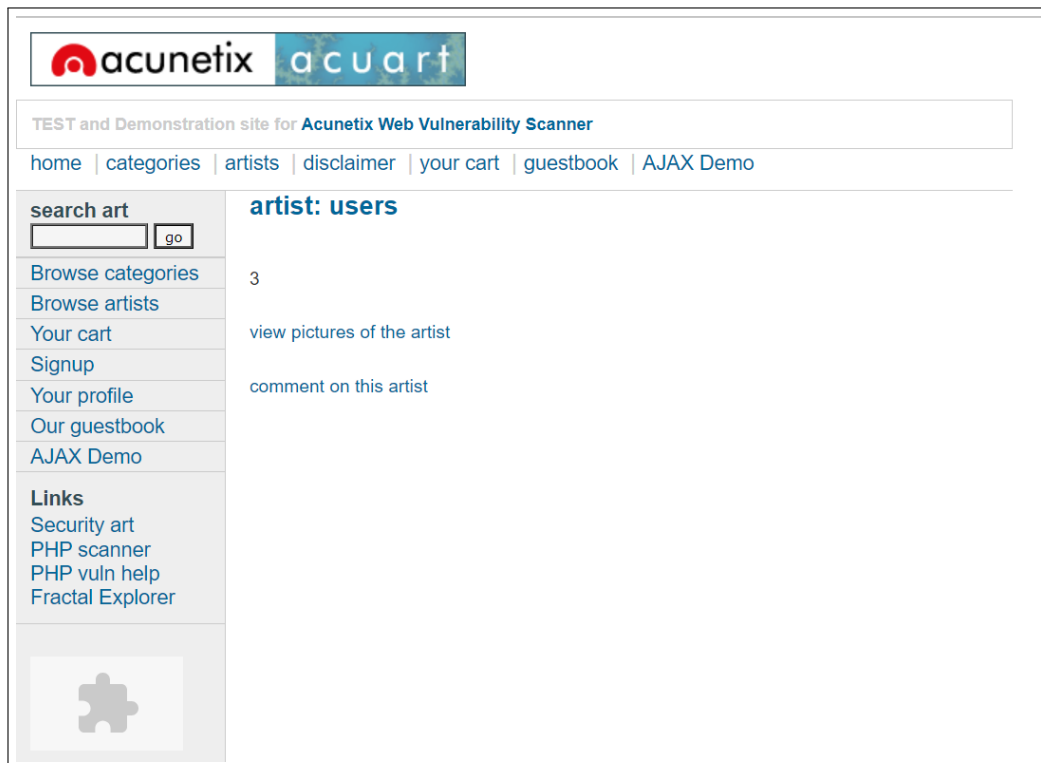 acunetix acuart
TEST and Demonstration site for Acunetix Web Vulnerability Scanner
home | categories | artists | disclaimer | your cart | guestbook | AJAX Demo
search art
go
Browse categories
Browse artists
Your cart
Signup
Your profile
Our guestbook
AJAX Demo
Links
Security art
PHP scanner
PHP vuln help
Fractal Explorer
artist: users
3
view pictures of the artist
comment on this artist